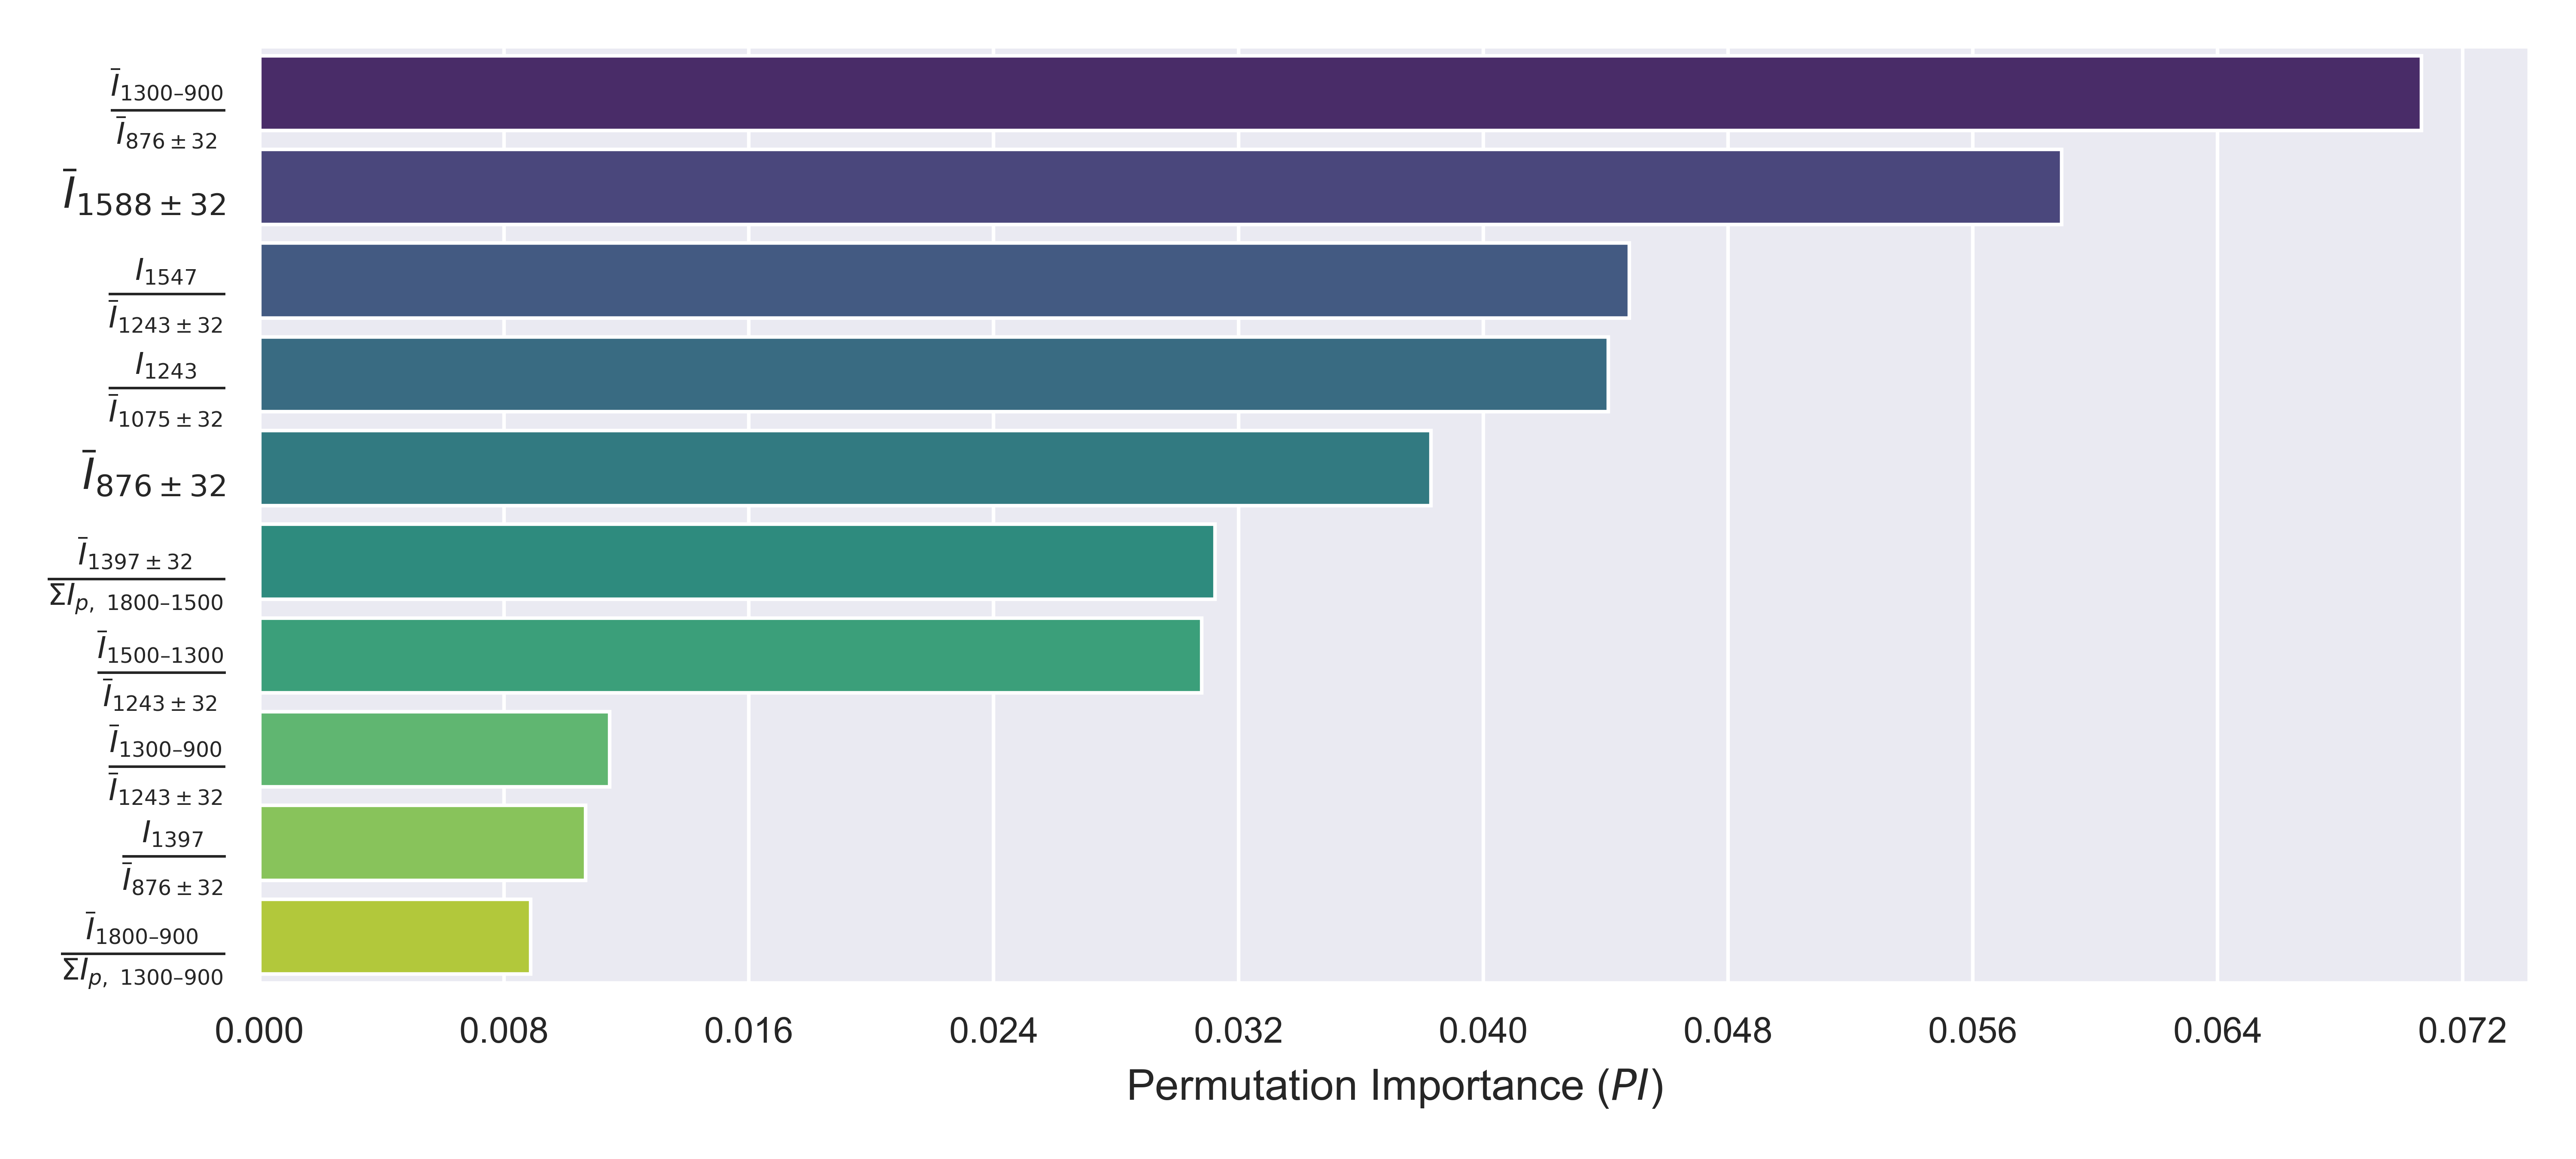 Ī1300–900
Ī876 ± 32
Ī1588 ± 32
I1547
Ī1243 ± 32
I1243
Ī1075 ± 32
Ī876 ± 32
Ī1397 ± 32
ΣIp, 1800–1500
Ī1500–1300
Ī1243 ± 32
Ī1300–900
Ī1243 ± 32
I1397
Ī876 ± 32
Ī1800–900
ΣIp, 1300–900
0.000 0.008 0.016 0.024 0.032 0.040 0.048 0.056 0.064 0.072
Permutation Importance (PI)